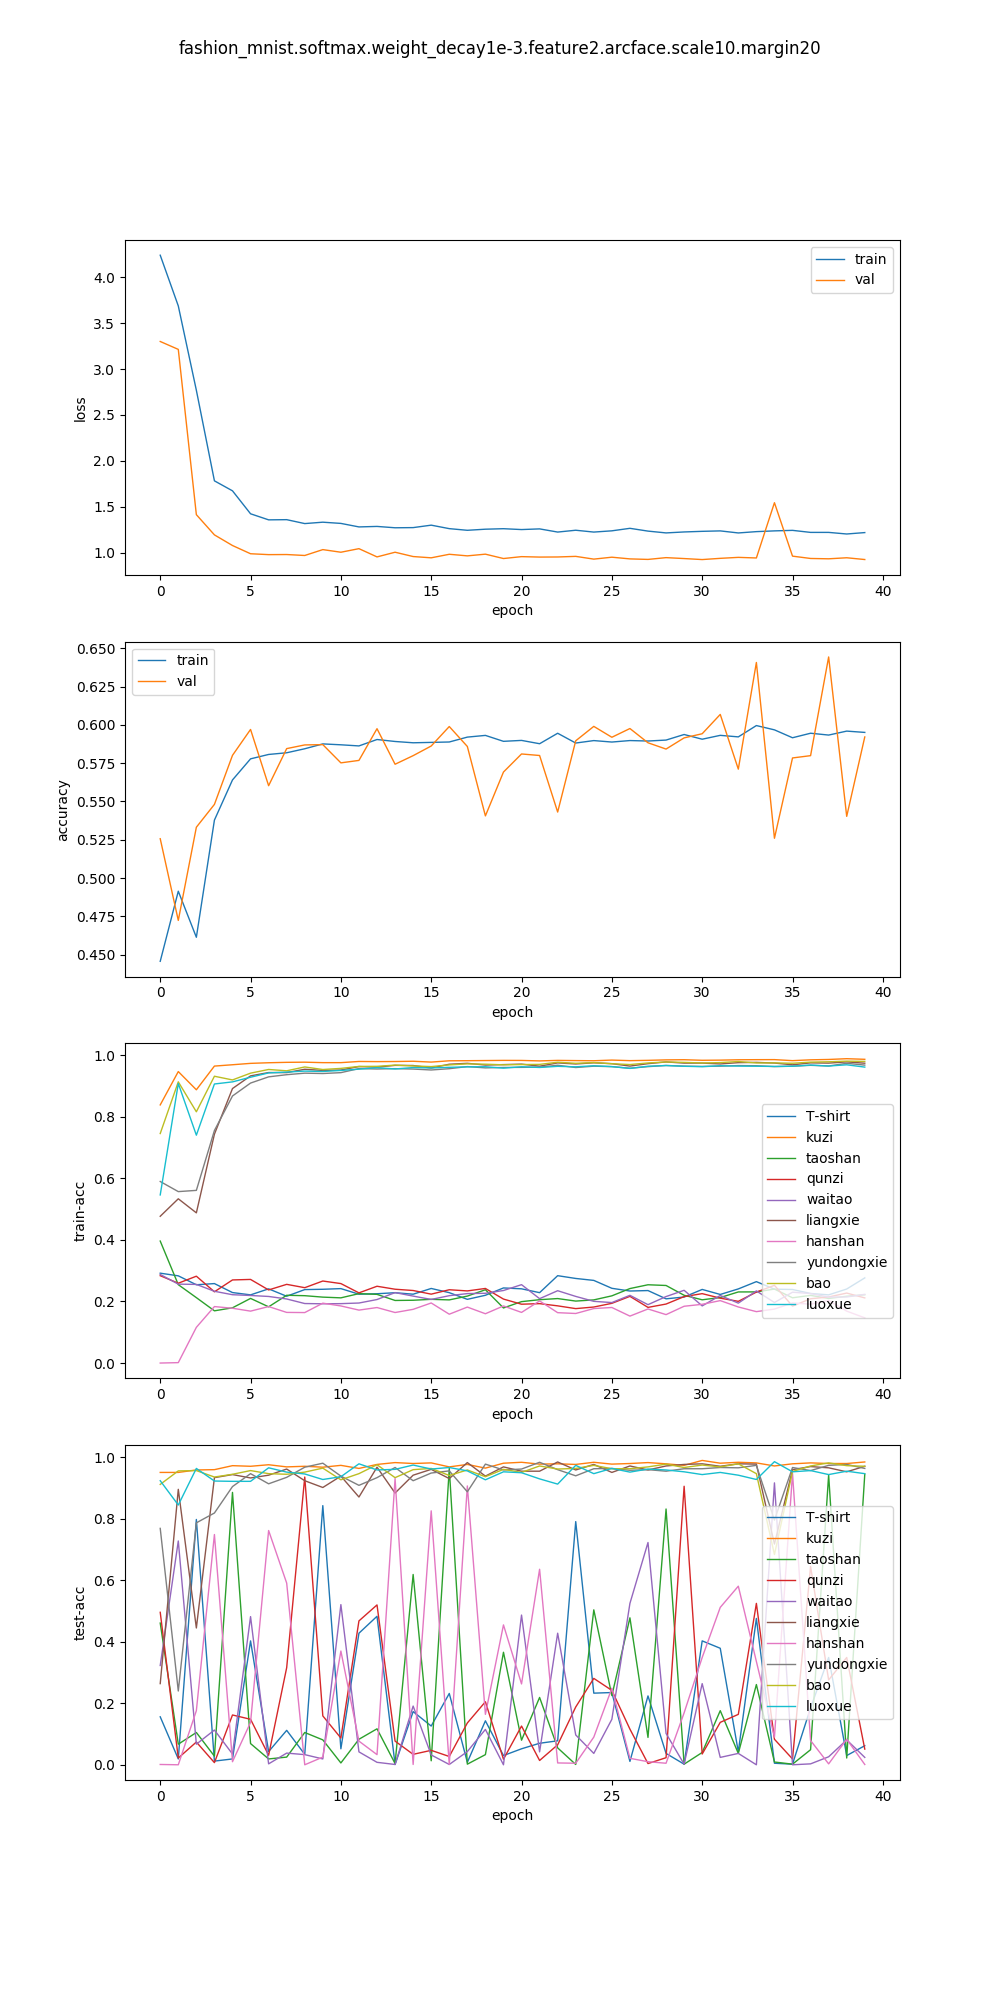 fashion_mnist.softmax.weight_decay1e-3.feature2.arcface.scale10.margin20
train
val
4.0
3.5
3.0
2.5
2.0
1.5
1.0
loss
0 5 10 15 20 25 30 35 40
epoch
train
val
0.650
0.625
0.600
0.575
0.550
0.525
0.500
0.475
0.450
accuracy
0 5 10 15 20 25 30 35 40
epoch
1.0
0.8
0.6
0.4
0.2
0.0
train-acc
T-shirt
kuzi
taoshan
qunzi
waitao
liangxie
hanshan
yundongxie
bao
luoxue
0 5 10 15 20 25 30 35 40
epoch
1.0
0.8
0.6
0.4
0.2
0.0
test-acc
T-shirt
kuzi
taoshan
qunzi
waitao
liangxie
hanshan
yundongxie
bao
luoxue
0 5 10 15 20 25 30 35 40
epoch